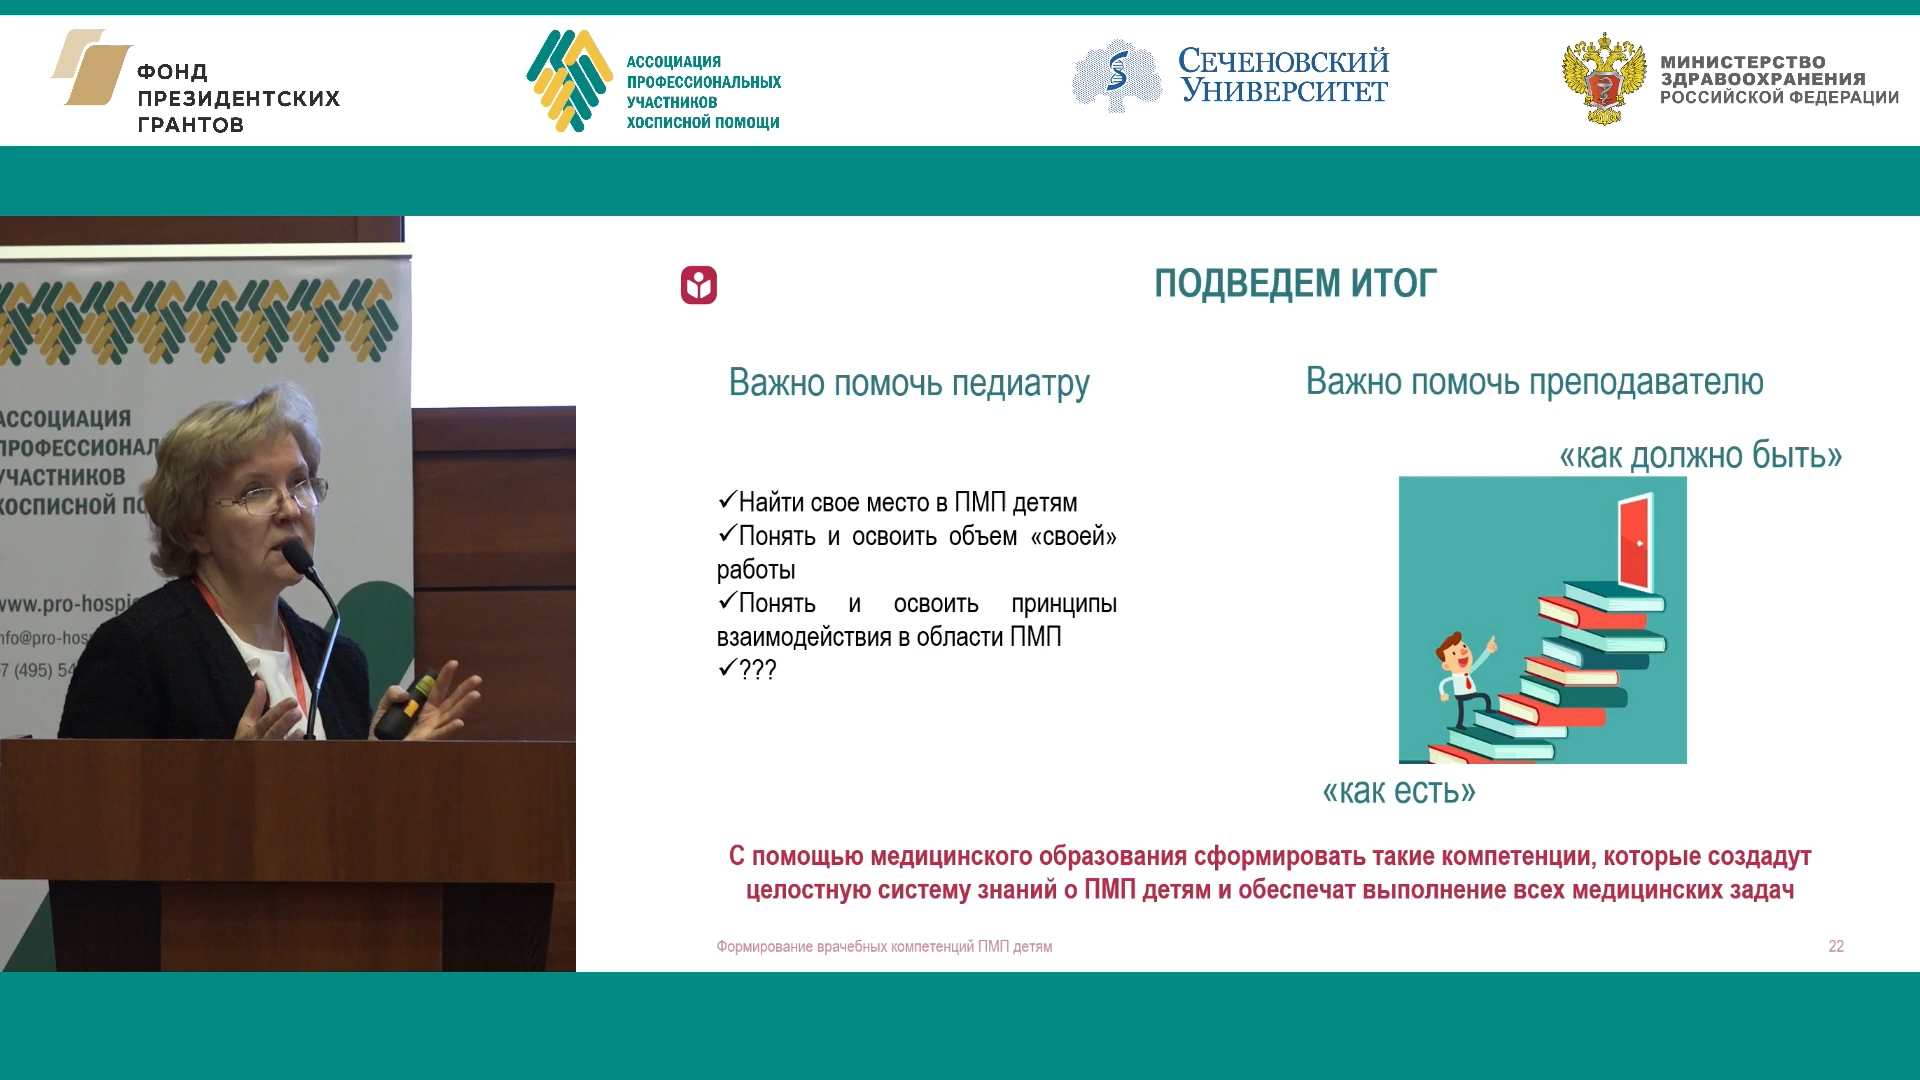 ФОНД
ПРЕЗИДЕНТСКИХ
ГРАНТОВ
АССОЦИАЦИЯ
ПРОФЕССИОНАЛЬНЫХ
УЧАСТНИКОВ
ХОСПИСНОЙ ПОМОЩИ
СЕЧЕНОВСКИЙ
УНИВЕРСИТЕТ
МИНИСТЕРСТВО
ЗДРАВООХРАНЕНИЯ
РОССИЙСКОЙ ФЕДЕРАЦИИ
АССОЦИАЦИЯ
ПРОФЕССИОНАЛ
УЧАСТНИКОВ
ХОСПИСНОЙ ПО
www.pro-hospi
info@pro-hos
7 (495) 54
ПОДВЕДЕМ ИТОГ
Важно помочь педиатру
✓Найти свое место в ПМП детям
✓Понять и освоить объем «своей»
работы
✓Понять и освоить принципы
взаимодействия в области ПМП
✓???
Важно помочь преподавателю
«как должно быть»
«как есть»
С помощью медицинского образования сформировать такие компетенции, которые создадут
целостную систему знаний о ПМП детям и обеспечат выполнение всех медицинских задач
Формирование врачебных компетенций ПМП детям
22